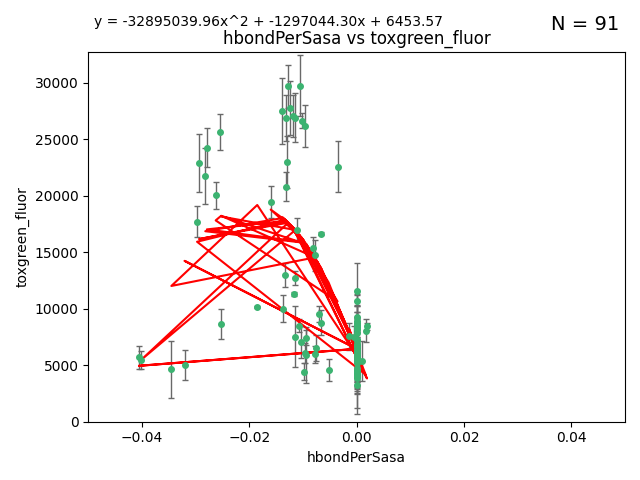 y = -32895039.96x^2 + -1297044.30x + 6453.57
N = 91
hbondPerSasa vs toxgreen_fluor
30000
25000
20000
15000
10000
5000
0
toxgreen_fluor
−0.04
−0.02
0.00
0.02
0.04
hbondPerSasa